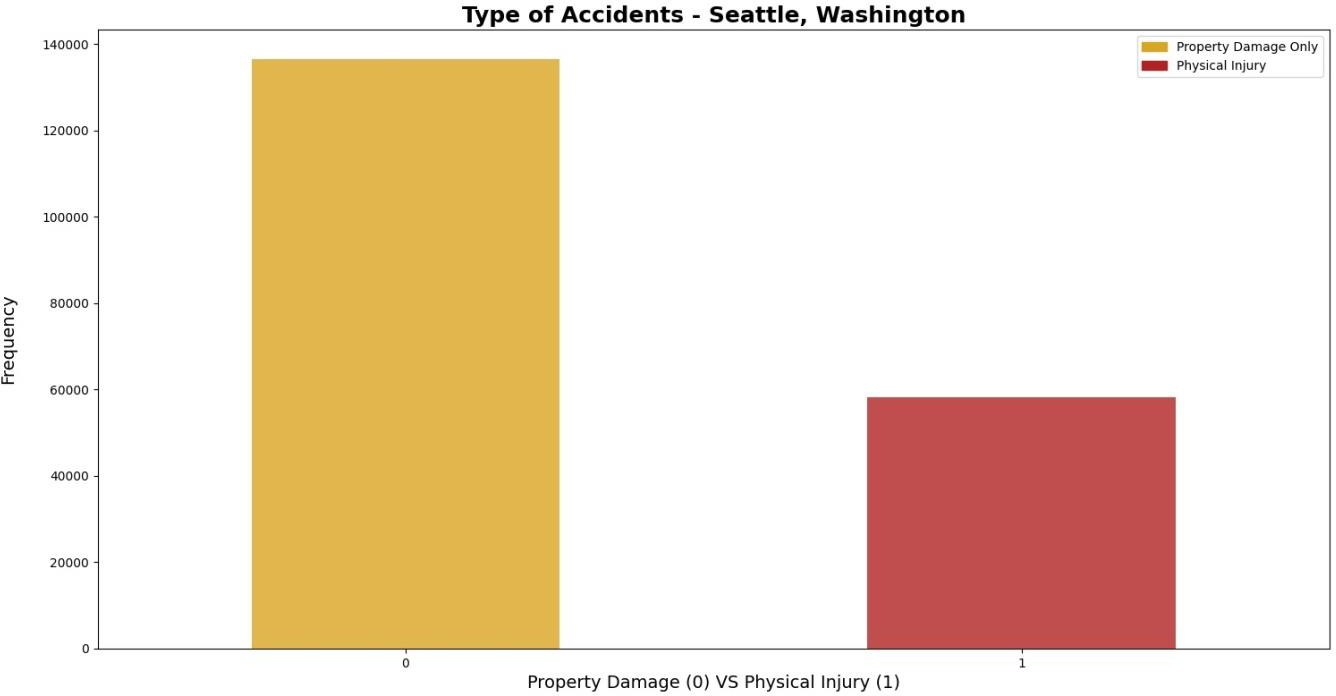 Type of Accidents - Seattle, Washington
Property Damage Only
Physical Injury
140000
120000
100000
80000
60000
40000
20000
0
Frequency
0
1
Property Damage (0) VS Physical Injury (1)